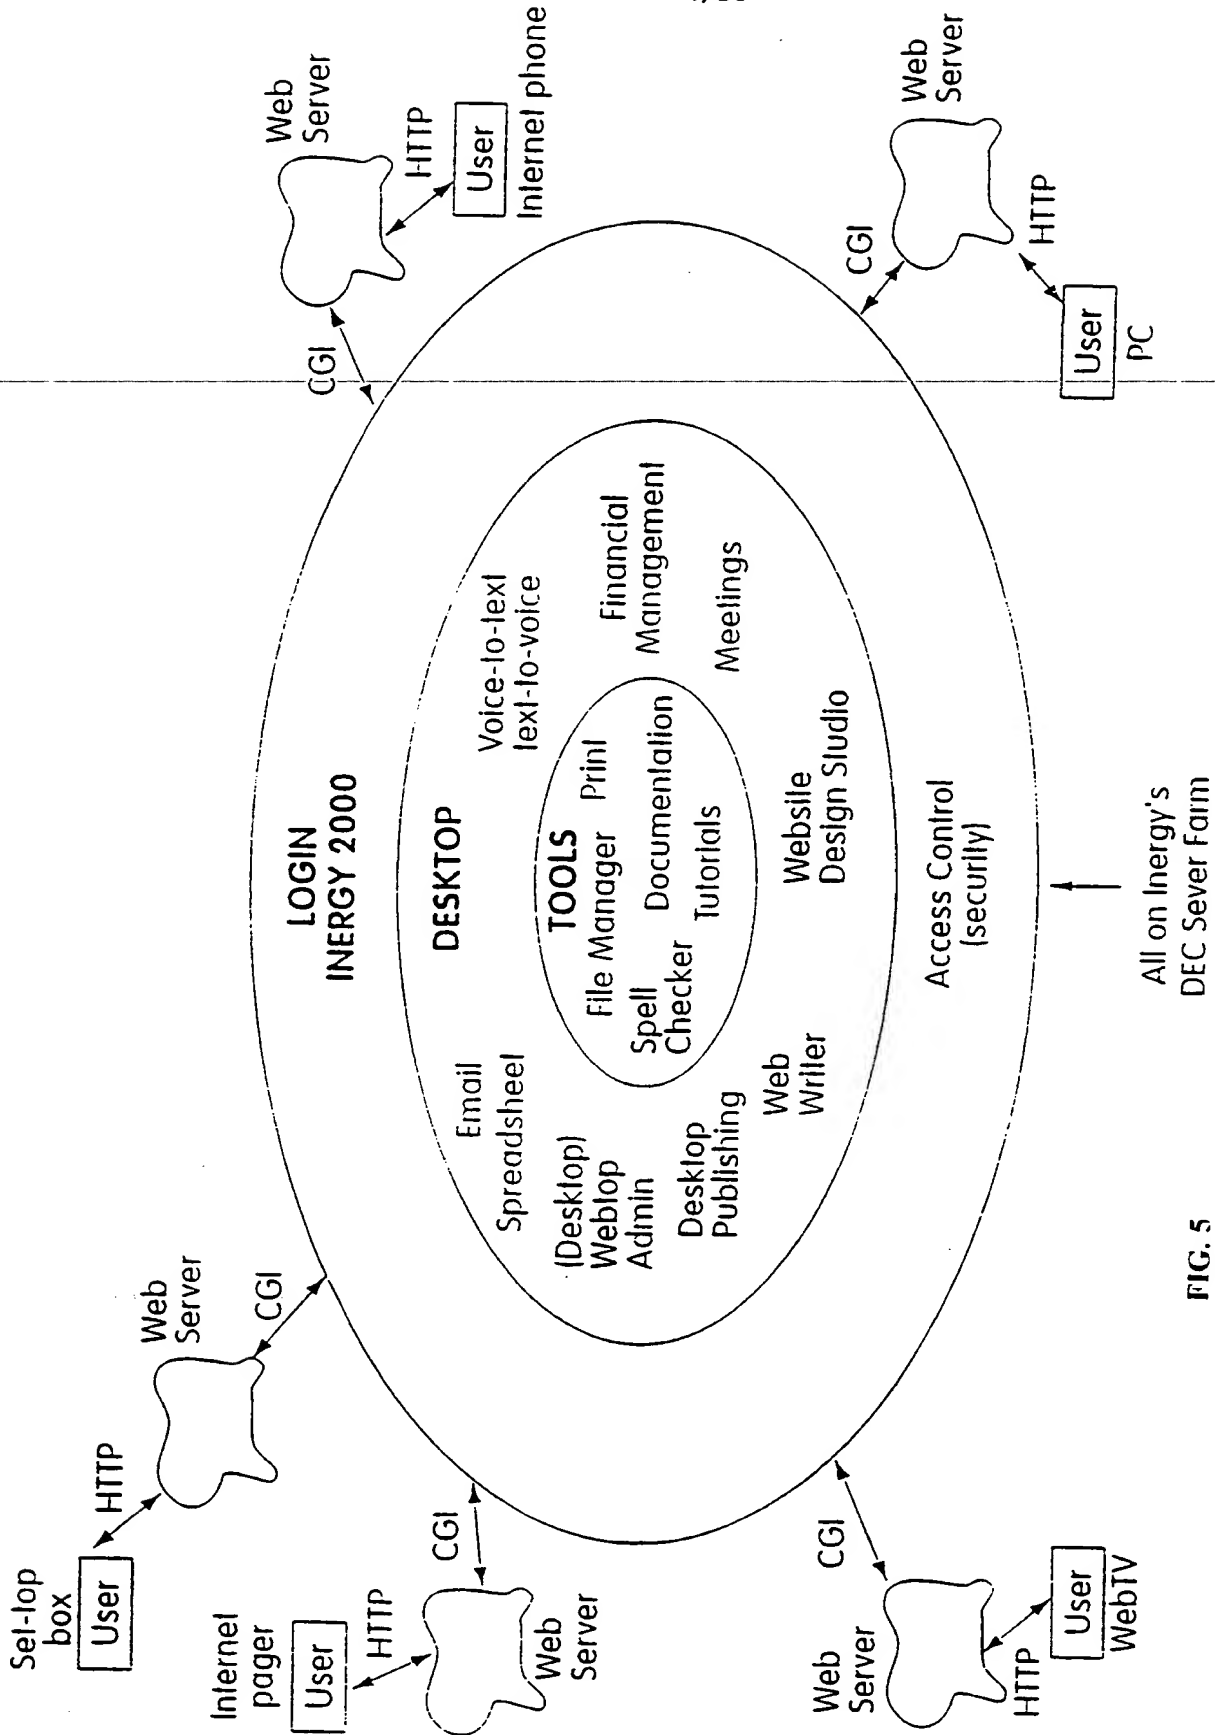 Set-top
box
User
HTTP
Web
Server
CGI
Internet
pager
User
HTTP
CGI
Web
Server
Web
Server
CGI
HTTP
User
Internet phone
LOGIN
INERGY 2000
DESKTOP
Email
Spreadsheet
Voice-to-text
text-to-voice
(Desktop)
Webtop
Admin
TOOLS
File Manager
Print
Spell
Checker
Documentation
Tutorials
Financial
Management
Desktop
Publishing
Meetings
Web
Writer
Website
Design Studio
Access Control
(security)
Web
Server
CGI
HTTP
User
WebTV
CGI
Web
Server
HTTP
User
PC
All on Inergy's
DEC Sever Farm
FIG. 5